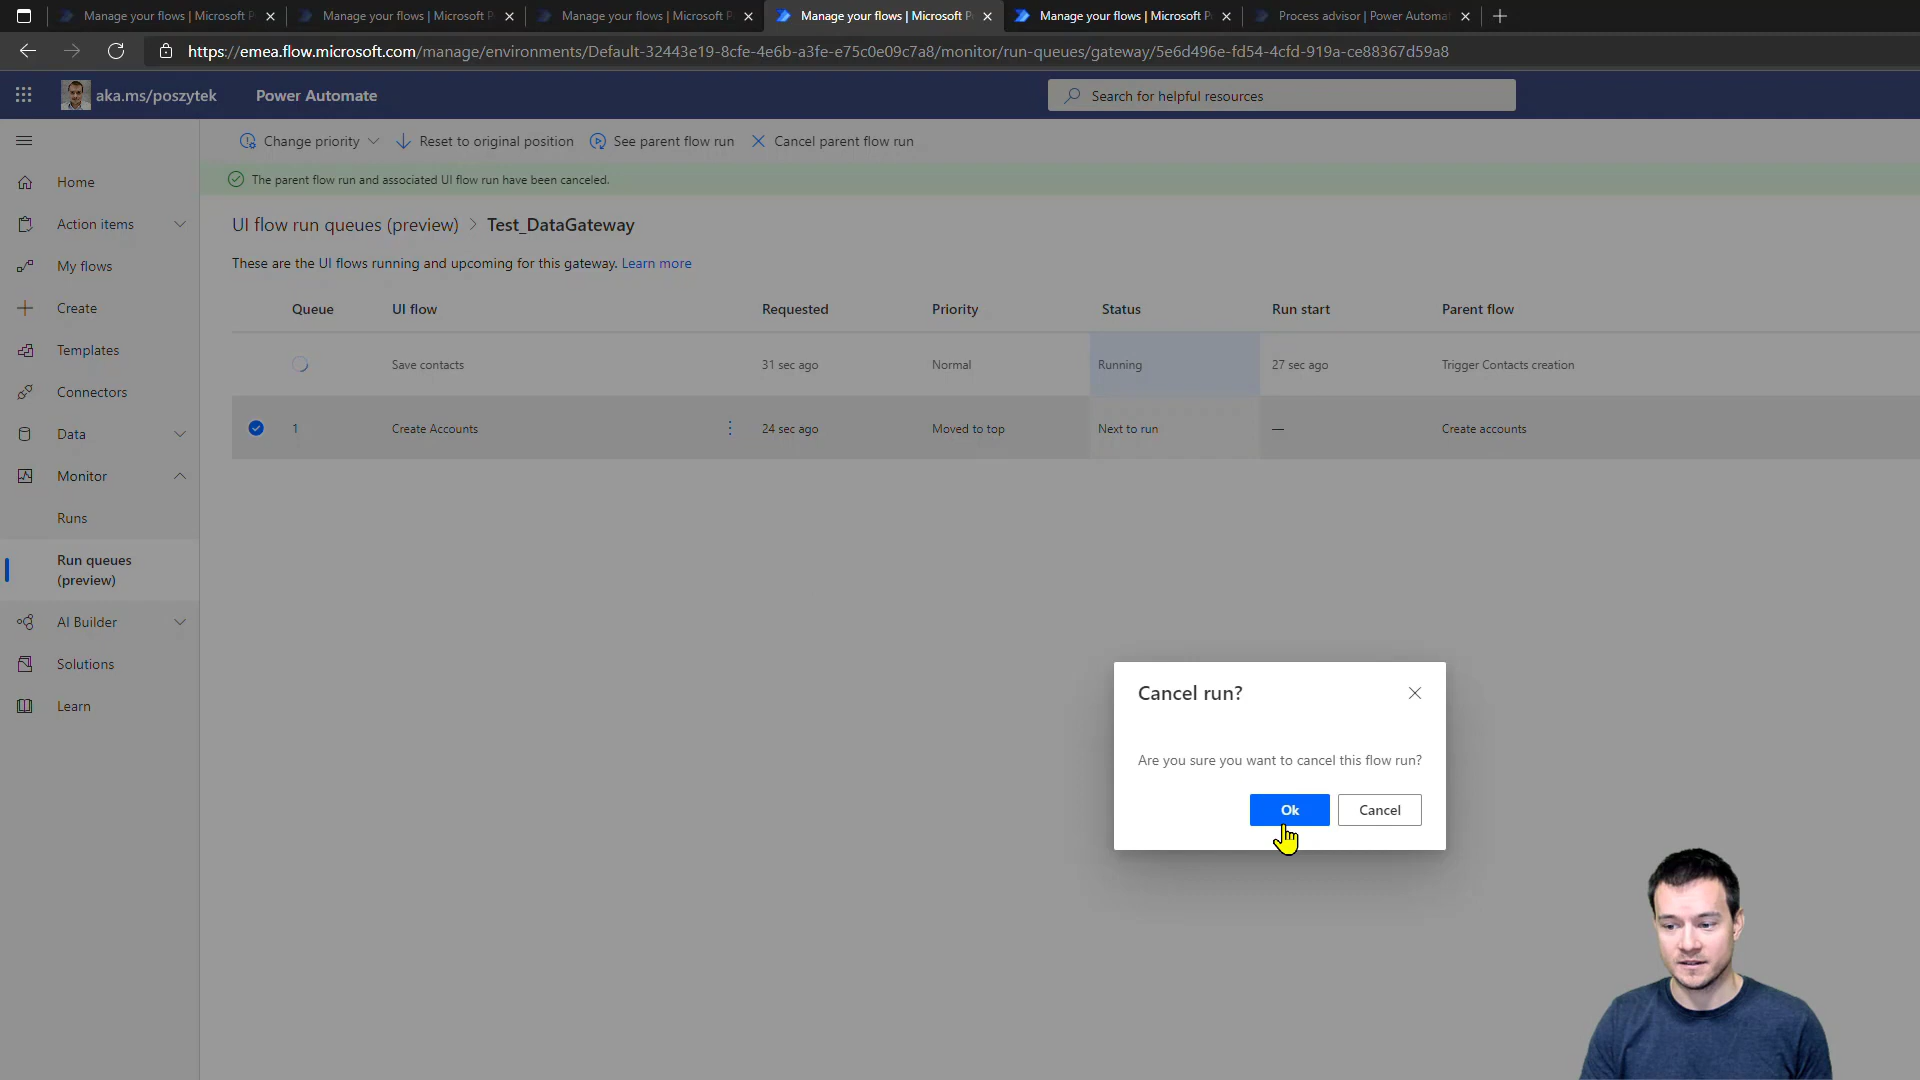 Manage your flows | Microsoft P
Manage your flows | Microsoft P
Manage your flows | Microsoft P
Manage your flows | Microsoft P
Manage your flows | Microsoft P
Process advisor | Power Automat
https://emea.flow.microsoft.com/manage/environments/Default-32443e19-8cfe-4e6b-a3fe-e75c0e09c7a8/monitor/run-queues/gateway/5e6d496e-fd54-4cfd-919a-ce88367d59a8
aka.ms/poszytek
Power Automate
Search for helpful resources
Change priority
Reset to original position
See parent flow run
Cancel parent flow run
The parent flow run and associated UI flow run have been canceled.
Home
Action items
My flows
Create
Templates
Connectors
Data
Monitor
Runs
Run queues
(preview)
AI Builder
Solutions
Learn
UI flow run queues (preview) > Test_DataGateway
These are the UI flows running and upcoming for this gateway. Learn more
Queue UI flow Requested Priority Status Run start Parent flow
Save contacts 31 sec ago Normal Running 27 sec ago Trigger Contacts creation
1 Create Accounts 24 sec ago Moved to top Next to run — Create accounts
Cancel run?
Are you sure you want to cancel this flow run?
Ok
Cancel